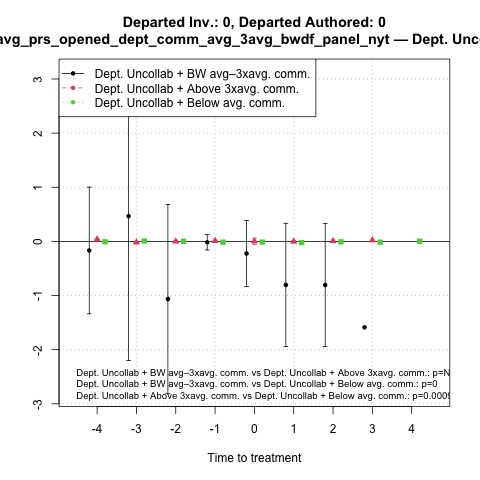 Departed Inv.: 0, Departed Authored: 0
avg_prs_opened_dept_comm_avg_3avg_bwdf_panel_nyt — Dept. Unco
Dept. Uncollab + BW avg–3xavg. comm.
Dept. Uncollab + Above 3xavg. comm.
Dept. Uncollab + Below avg. comm.
3
2
1
0
-1
-2
-3
Dept. Uncollab + BW avg–3xavg. comm. vs Dept. Uncollab + Above 3xavg. comm.: p=N
Dept. Uncollab + BW avg–3xavg. comm. vs Dept. Uncollab + Below avg. comm.: p=0
Dept. Uncollab + Above 3xavg. comm. vs Dept. Uncollab + Below avg. comm.: p=0.0009
-4 -3 -2 -1 0 1 2 3 4
Time to treatment